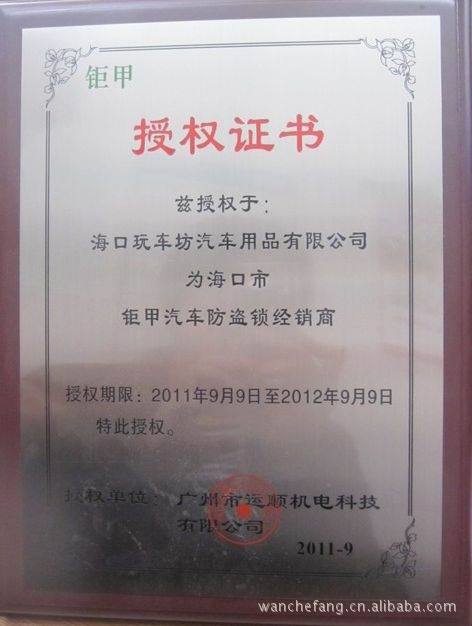 钜甲
授权证书
兹授权于：
海口玩车坊汽车用品有限公司
为海口市
钜甲汽车防盗锁经销商
授权期限：2011年9月9日至2012年9月9日
特此授权。
授权单位：广州市运顺机电科技
有限公司
2011-9
wanchefang.cn.alibaba.com